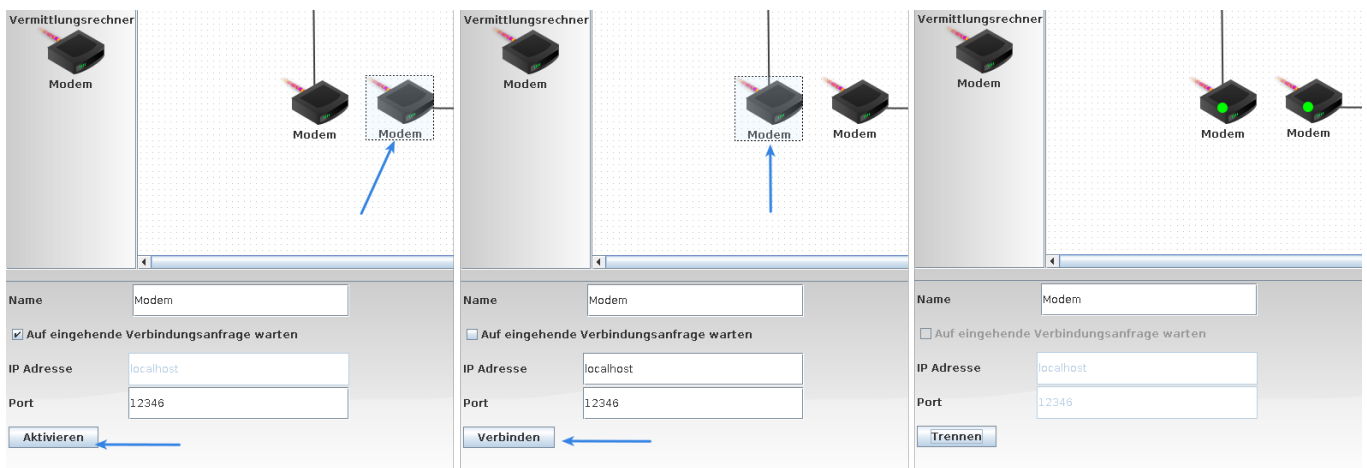 Vermittlungsrechner
Modem
Modem
Modem
Name
Modem
Auf eingehende Verbindungsanfrage warten
IP Adresse
localhost
Port
12346
Aktivieren
Vermittlungsrechner
Modem
Modem
Modem
Name
Modem
Auf eingehende Verbindungsanfrage warten
IP Adresse
localhost
Port
12346
Verbinden
Vermittlungsrechner
Modem
Modem
Modem
Name
Modem
Auf eingehende Verbindungsanfrage warten
IP Adresse
localhost
Port
12346
Trennen